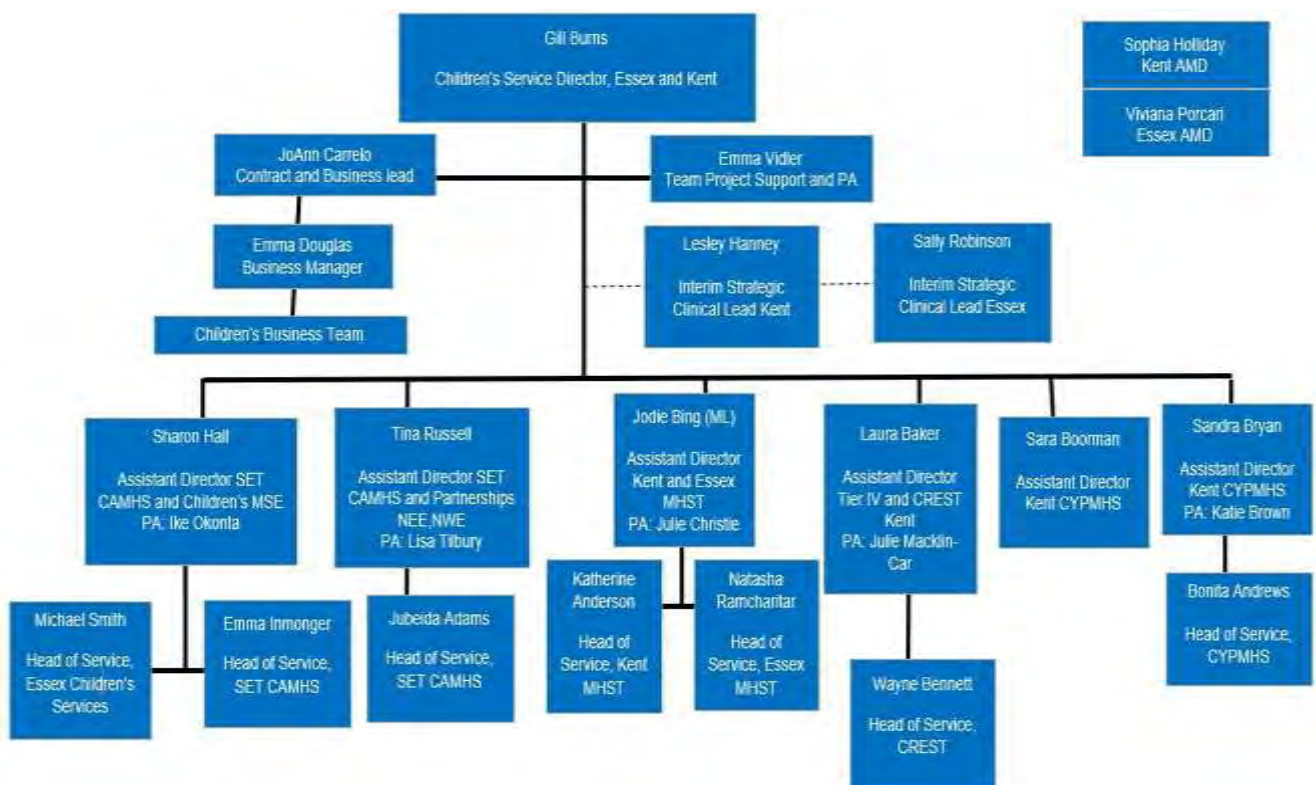 Gill Burns
Children's Service Director, Essex and Kent
Sophia Holliday
Kent AMD
Viviana Porcari
Essex AMD
JoAnn Carrelo
Contract and Business lead
Emma Vidler
Team Project Support and PA
Emma Douglas
Business Manager
Children's Business Team
Lesley Hanney
Interim Strategic
Clinical Lead Kent
Sally Robinson
Interim Strategic
Clinical Lead Essex
Sharon Hall
Assistant Director SET
CAMHS and Children's MSE
PA: Ike Okonta
Tina Russell
Assistant Director SET
CAMHS and Partnerships
NEE,NWE
PA: Lisa Tilbury
Jodie Bing (ML)
Assistant Director
Kent and Essex
MHST
PA: Julie Christie
Laura Baker
Assistant Director
Tier IV and CREST
Kent
PA: Julie Macklin-
Car
Sara Boorman
Assistant Director
Kent CYPMHS
Sandra Bryan
Assistant Director
Kent CYPMHS
PA: Katie Brown
Michael Smith
Head of Service,
Essex Children's
Services
Emma Inmonger
Head of Service,
SET CAMHS
Jubeida Adams
Head of Service,
SET CAMHS
Katherine
Anderson
Head of
Service, Kent
MHST
Natasha
Ramcharitar
Head of
Service, Essex
MHST
Wayne Bennett
Head of Service,
CREST
Bonita Andrews
Head of Service,
CYPMHS